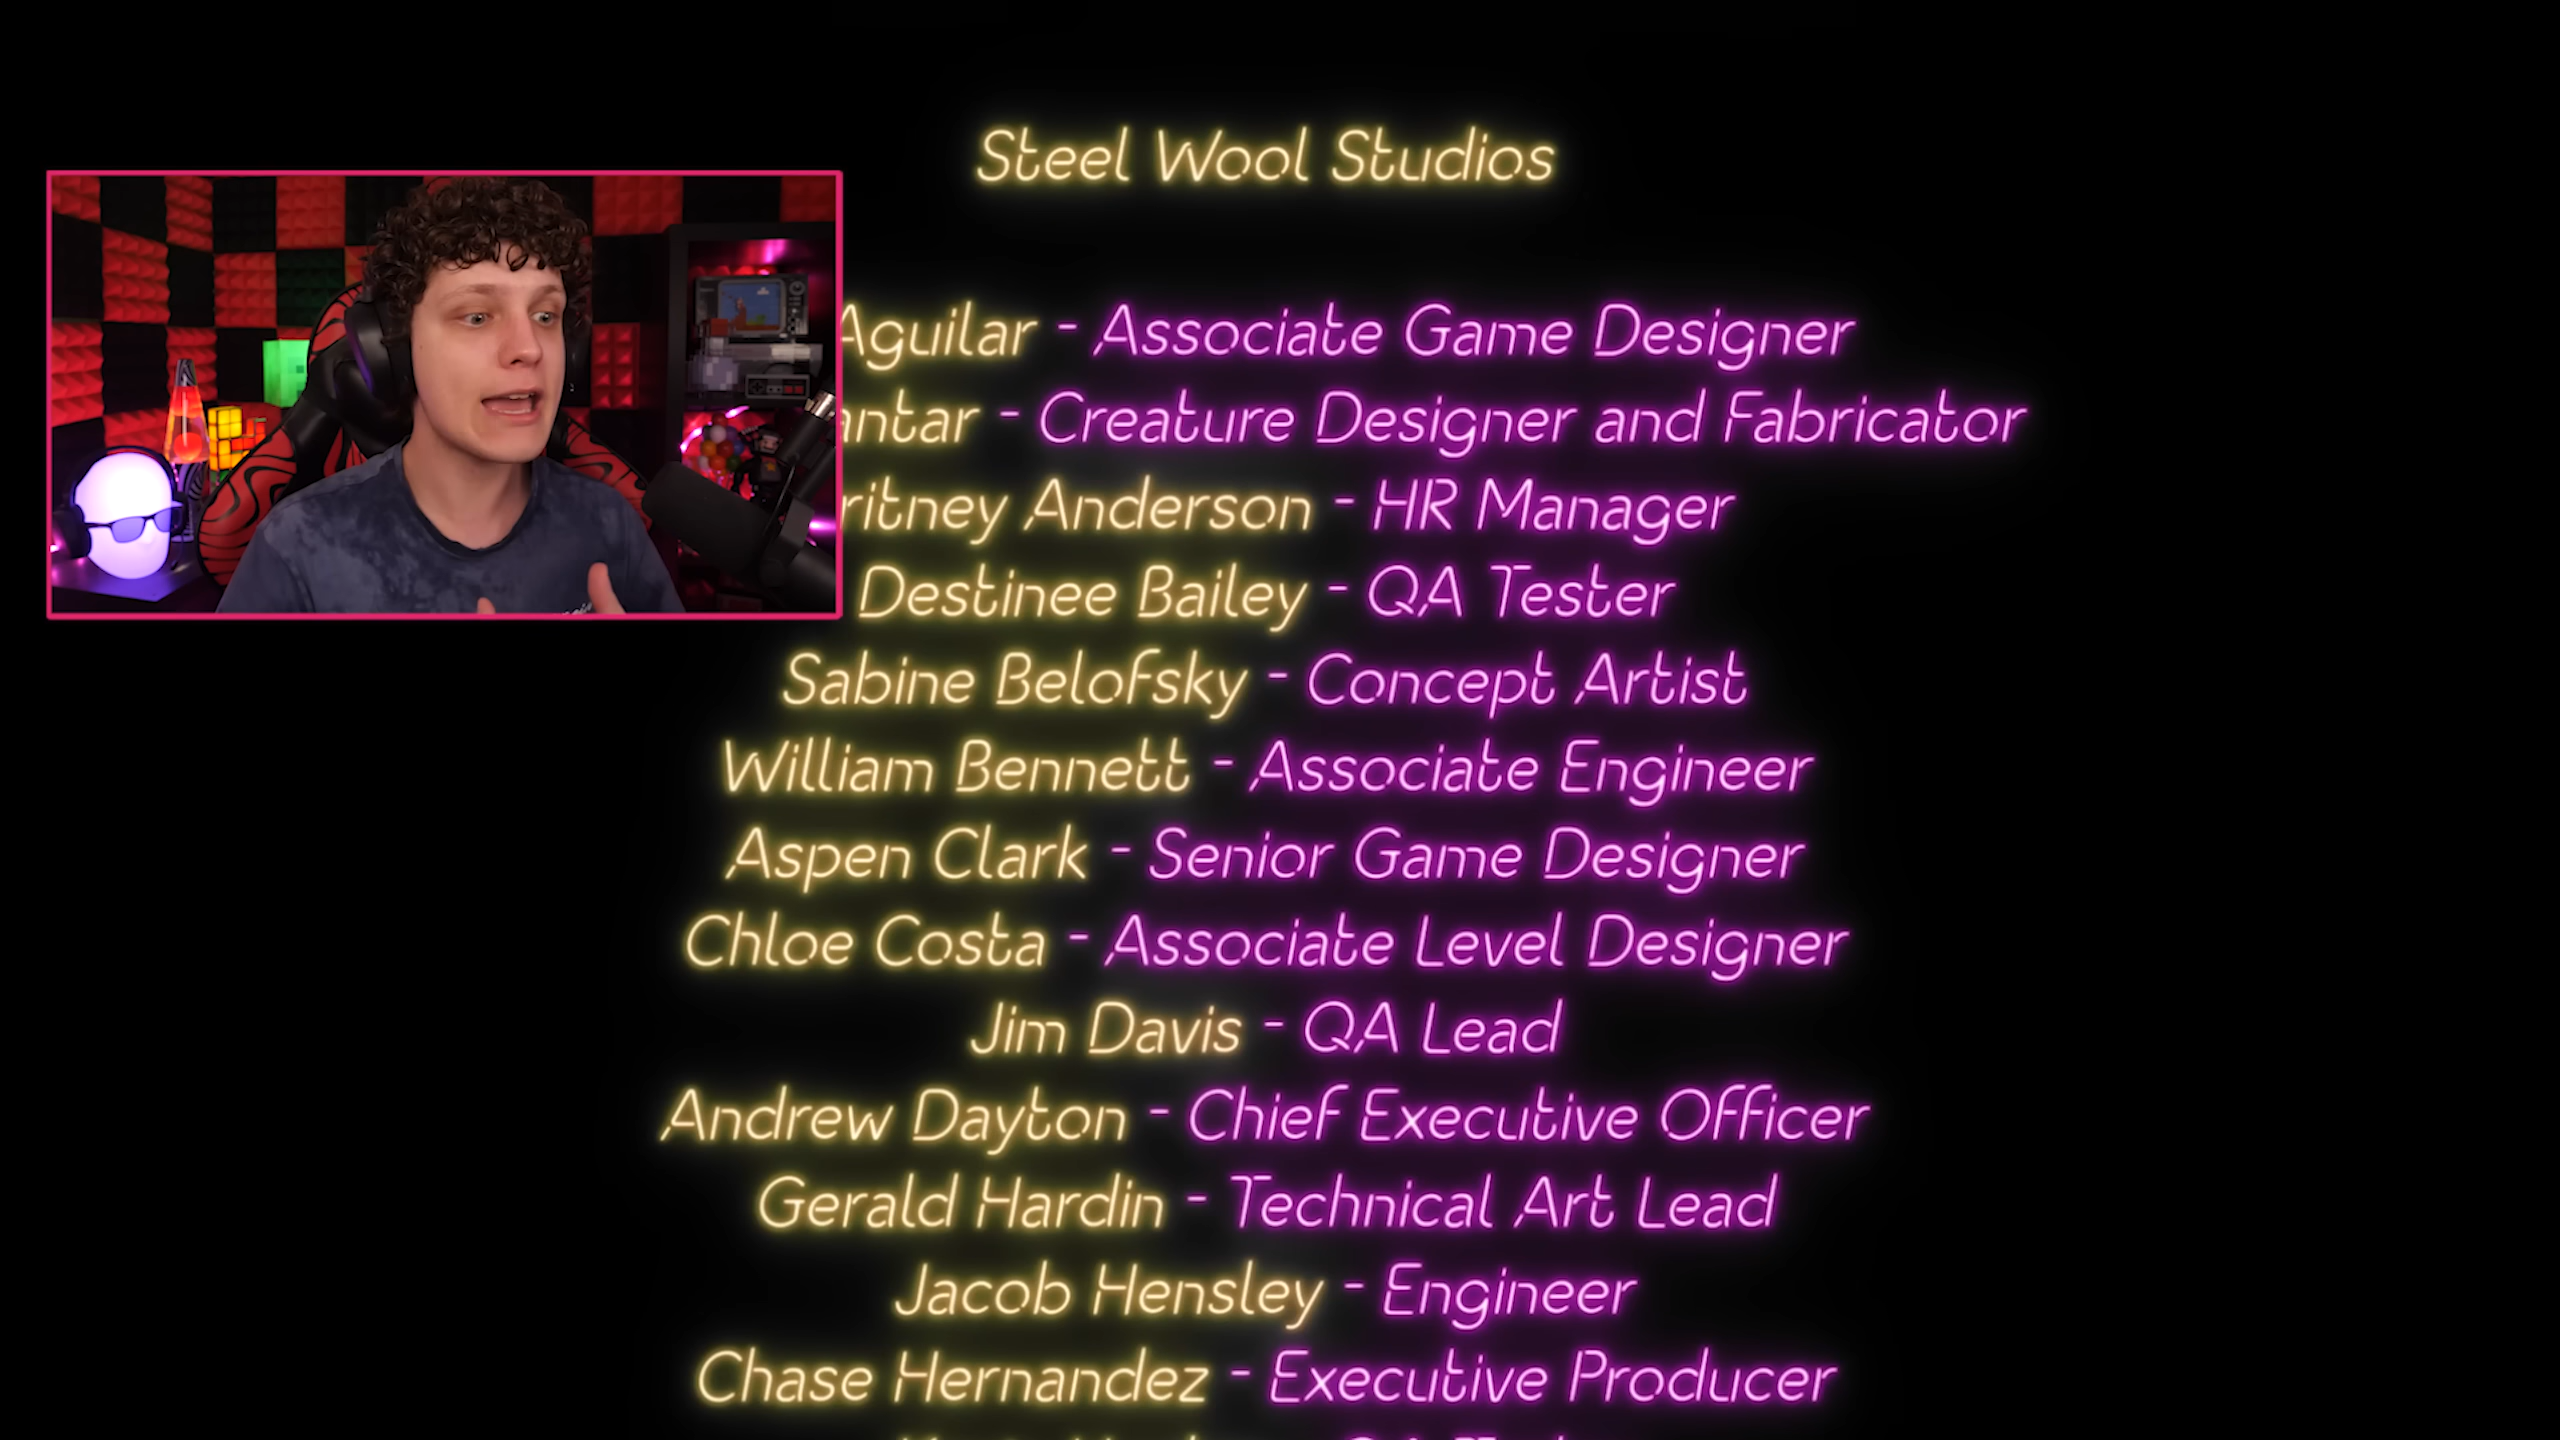 Steel Wool Studios
Aguilar - Associate Game Designer
- Creature Designer and Fabricator
Anderson - HR Manager
Destinee Bailey - QA Tester
Sabine Belofsky - Concept Artist
William Bennett - Associate Engineer
Aspen Clark - Senior Game Designer
Chloe Costa - Associate Level Designer
Jim Davis - QA Lead
Andrew Dayton - Chief Executive Officer
Gerald Hardin - Technical Art Lead
Jacob Hensley - Engineer
Chase Hernandez - Executive Producer